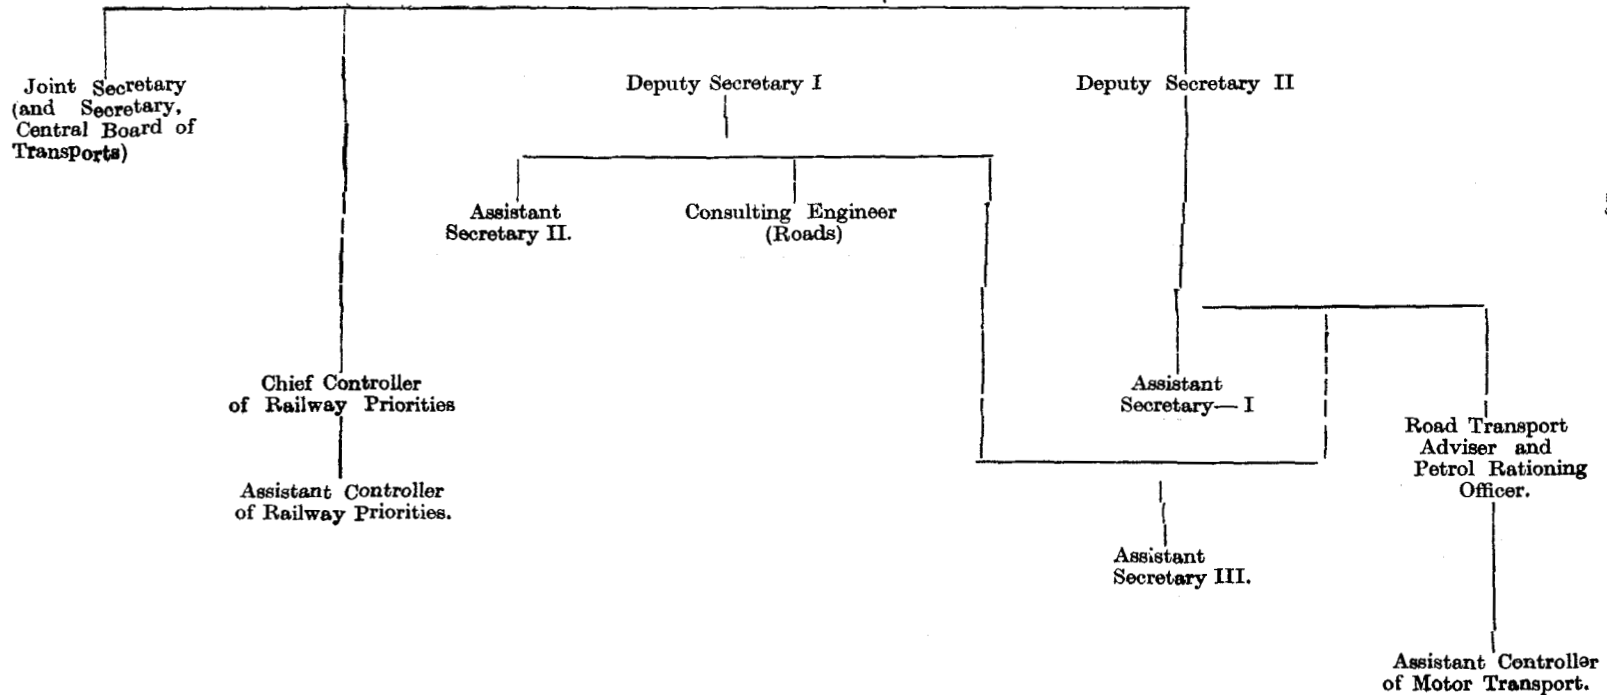 Joint Secretary
(and Secretary,
Central Board of
Transports)
Deputy Secretary I
Deputy Secretary II
Assistant
Secretary II.
Consulting Engineer
(Roads)
Chief Controller
of Railway Priorities
Assistant
Secretary— I
Road Transport
Adviser and
Petrol Rationing
Officer.
Assistant Controller
of Railway Priorities.
Assistant
Secretary III.
Assistant Controller
of Motor Transport.